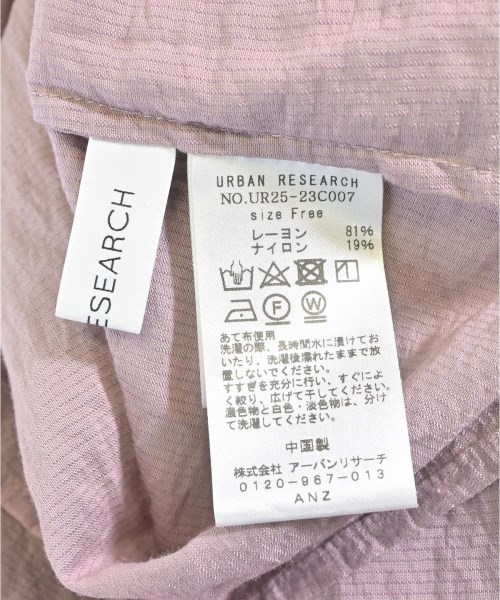 URBAN RESEARCH
NO.UR25-23C007
size Free
レーヨン 81%
ナイロン 19%
あて布使用
洗濯の際、長時間水に漬けてお
いたり、洗濯後濡れたままで放
置しないでください。
すすぎを充分に行い、すぐによ
く絞り、広げて干してください。
濃色物と白色・淡色物は、分け
て洗濯してください。
中国製
株式会社 アーバンリサーチ
0120-967-013
ANZ
ESEARCH